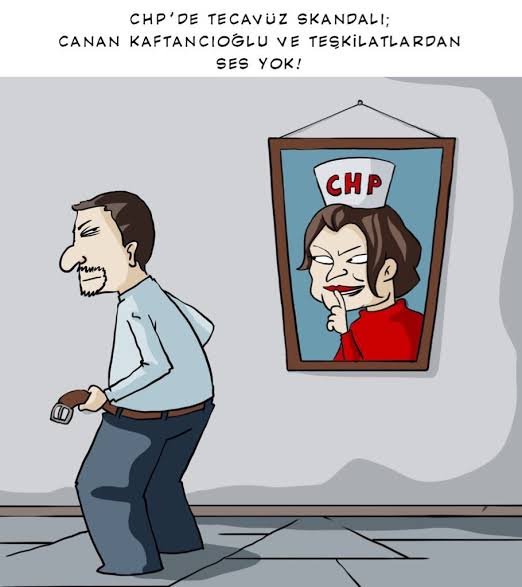 CHP'DE TECAVÜZ SKANDALI;
CANAN KAFTANCIOĞLU VE TEŞKİLATLARDAN
SES YOK!
CHP